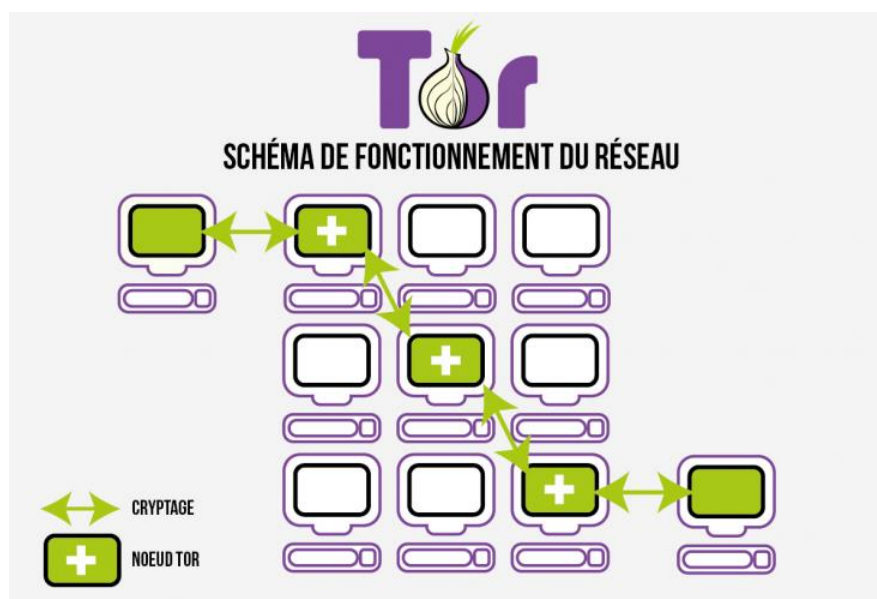 Tor
SCHÉMA DE FONCTIONNEMENT DU RÉSEAU
CRYPTAGE
NOEUD TOR